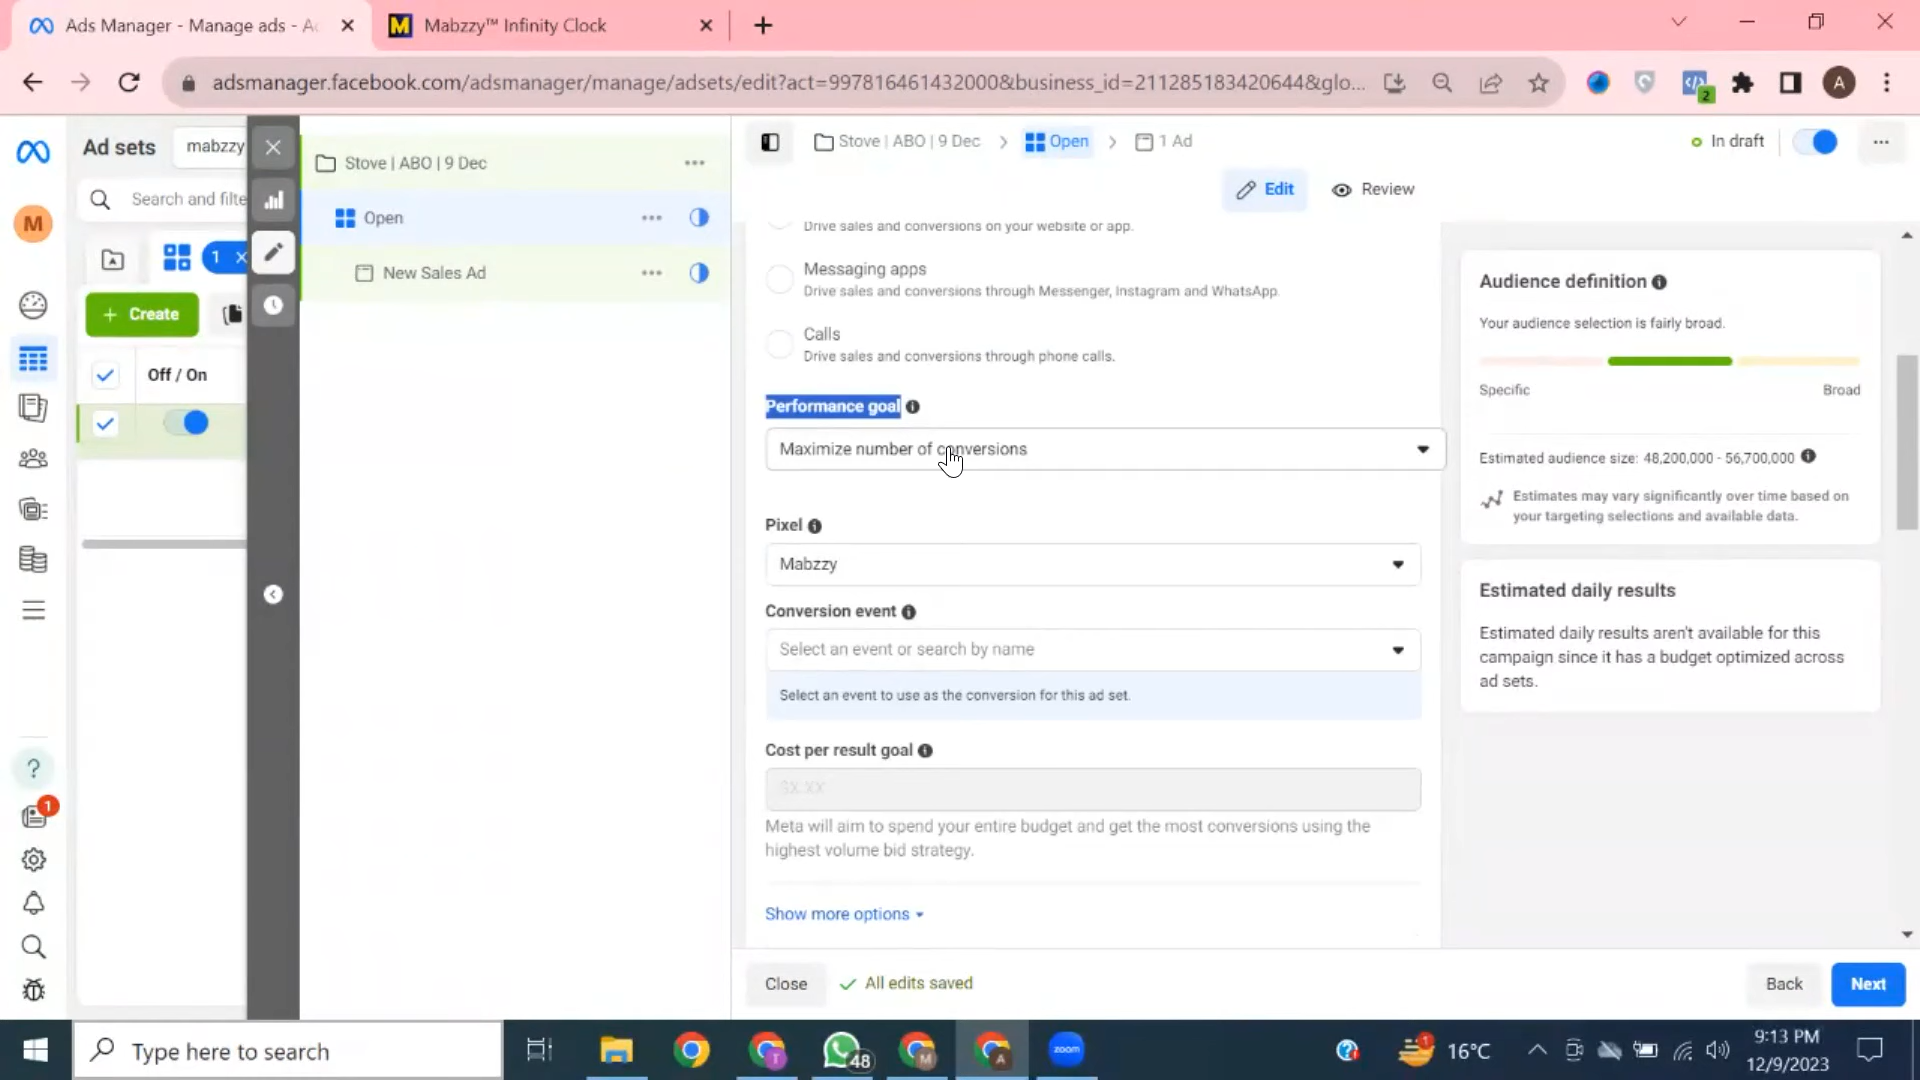 Ads Manager - Manage ads - Ac
Mabzzy™ Infinity Clock
adsmanager.facebook.com/adsmanager/manage/adsets/edit?act=997816461432000&business_id=211285183420644&glo...
A
2
Ad sets
mabzzy
Search and filte
M
1
Create
Off / On
1
Stove | ABO | 9 Dec
Open
New Sales Ad
Stove | ABO | 9 Dec
Open
1 Ad
In draft
Edit
Review
Drive sales and conversions on your website or app.
Messaging apps
Drive sales and conversions through Messenger, Instagram and WhatsApp.
Calls
Drive sales and conversions through phone calls.
Performance goal
Maximize number of conversions
Pixel
Mabzzy
Conversion event
Select an event or search by name
Select an event to use as the conversion for this ad set.
Cost per result goal
$X.XX
Meta will aim to spend your entire budget and get the most conversions using the
highest volume bid strategy.
Show more options
Audience definition
Your audience selection is fairly broad.
Specific
Broad
Estimated audience size: 48,200,000 - 56,700,000
Estimates may vary significantly over time based on
your targeting selections and available data.
Estimated daily results
Estimated daily results aren't available for this
campaign since it has a budget optimized across
ad sets.
Close
All edits saved
Back
Next
Type here to search
T
48
M
A
zoom
1
16°C
9:13 PM
12/9/2023